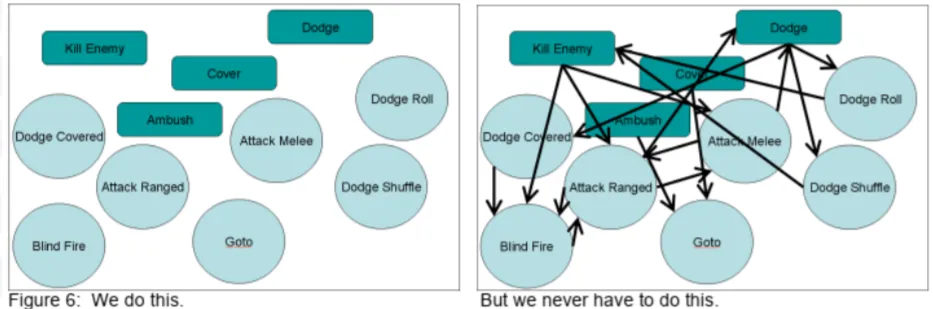 Dodge
Kill Enemy
Cover
Dodge Roll
Ambush
Dodge Covered
Attack Melee
Attack Ranged
Dodge Shuffle
Blind Fire
Goto
Figure 6: We do this.
Dodge
Kill Enemy
Cover
Dodge Roll
Ambush
Dodge Covered
Attack Melee
Attack Ranged
Dodge Shuffle
Blind Fire
Goto
But we never have to do this.